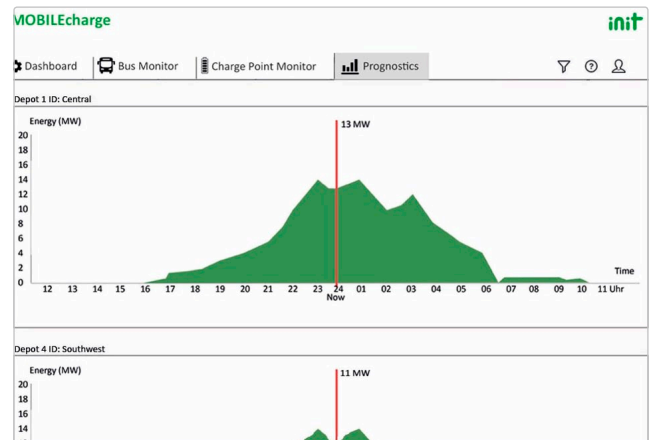 MOBILEcharge
init
Dashboard Bus Monitor Charge Point Monitor Prognostics
Depot 1 ID: Central
Energy (MW)
13 MW
20
18
16
14
12
10
8
6
4
2
0
Time
12 13 14 15 16 17 18 19 20 21 22 23 24 01 02 03 04 05 06 07 08 09 10 11 Uhr
Now
Depot 4 ID: Southwest
Energy (MW)
11 MW
20
18
16
14